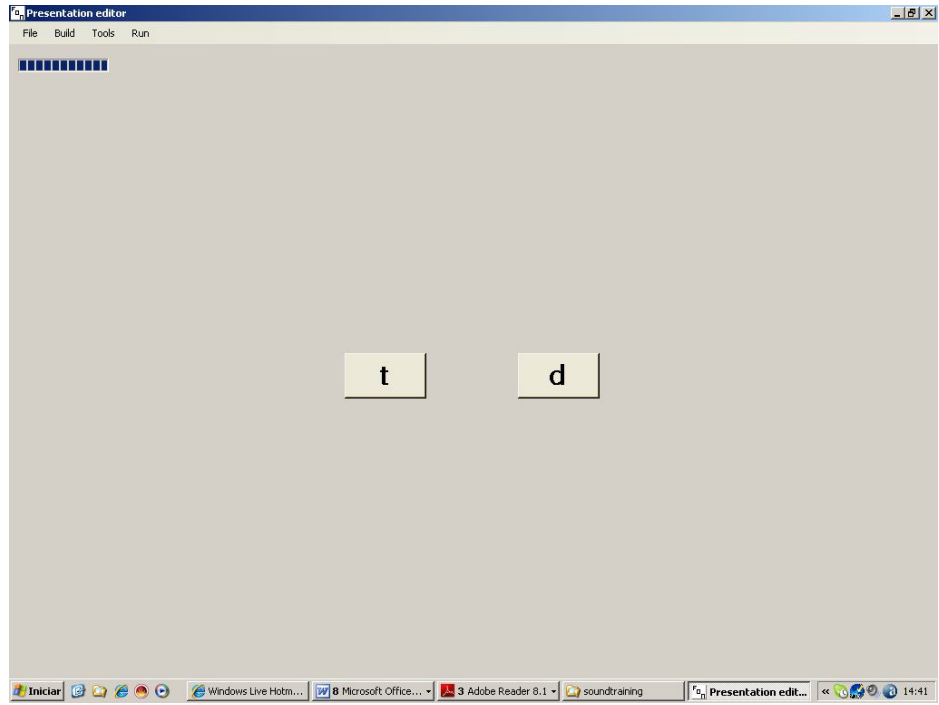 Presentation editor
File Build Tools Run
t d
Iniciar Windows Live Hotm... 8 Microsoft Office... 3 Adobe Reader 8.1 soundtraining Presentation edit... « 14:41